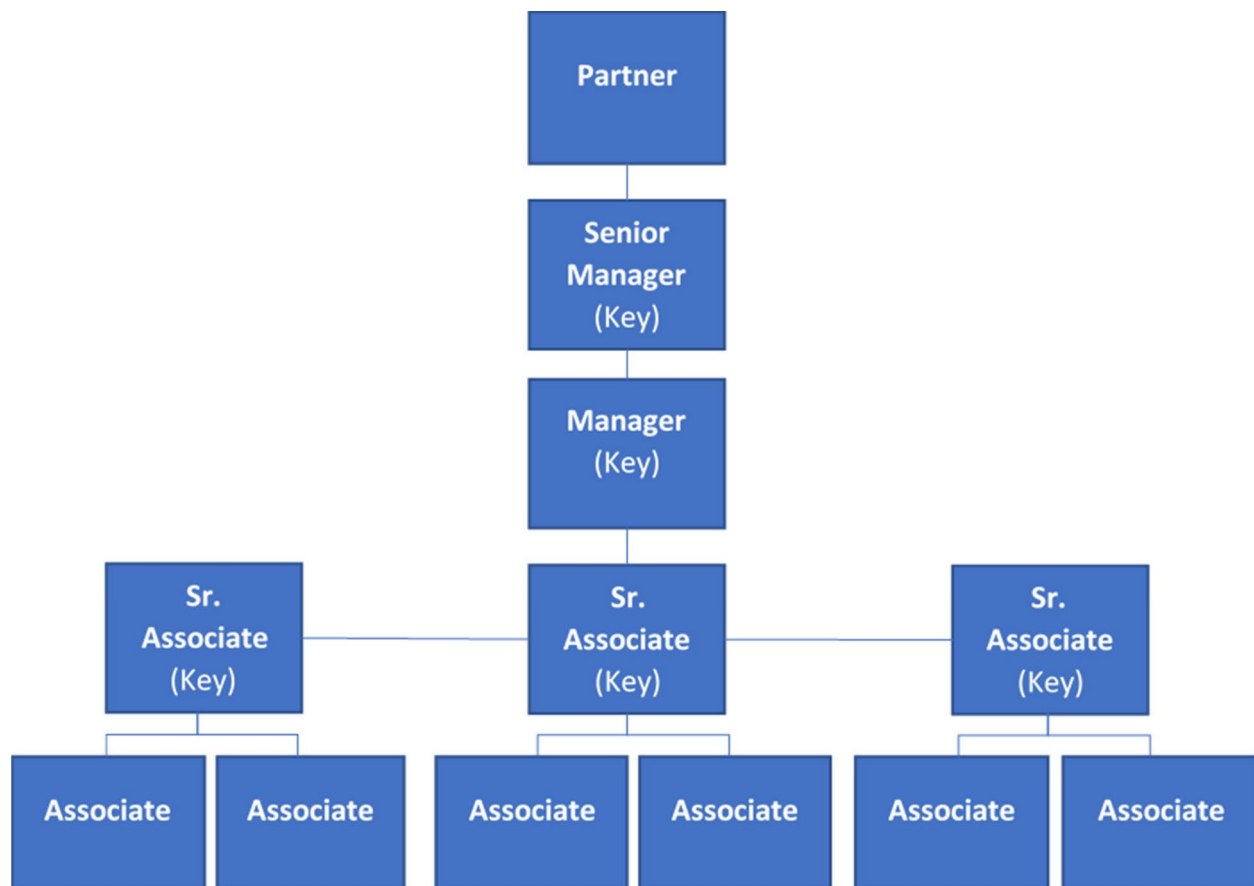 Partner
Senior
Manager
(Key)
Manager
(Key)
Sr.
Associate
(Key)
Sr.
Associate
(Key)
Sr.
Associate
(Key)
Associate
Associate
Associate
Associate
Associate
Associate